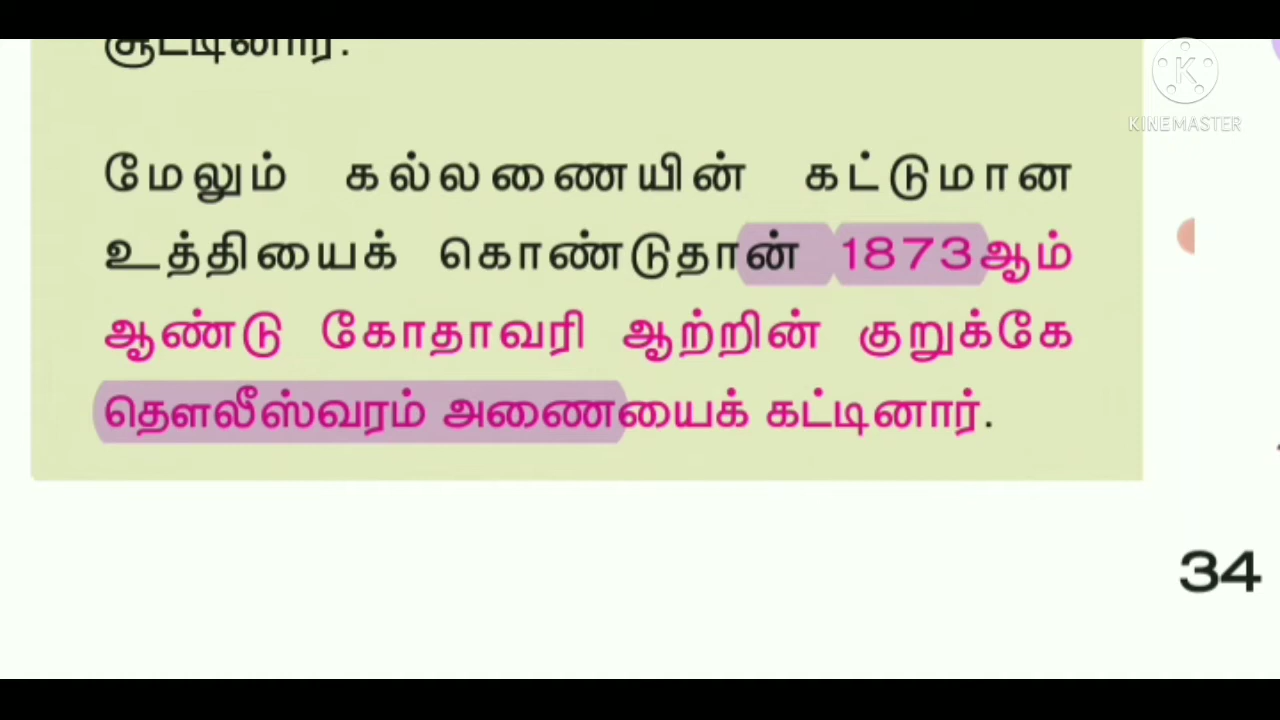 சூட்டினார்.
மேலும் கல்லணையின் கட்டுமான
உத்தியைக் கொண்டுதான் 1873ஆம்
ஆண்டு கோதாவரி ஆற்றின் குறுக்கே
தௌலீஸ்வரம் அணையைக் கட்டினார்.
34
K
KINEMASTER